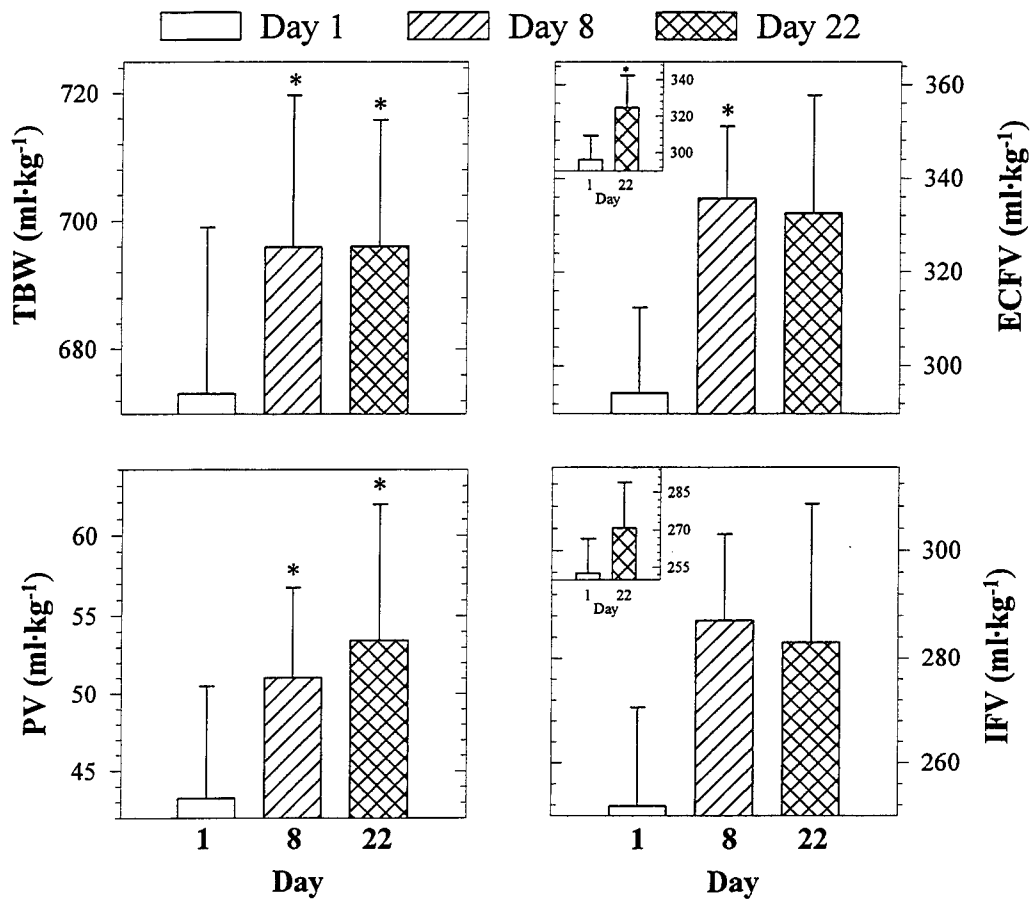 Day 1 Day 8 Day 22
TBW (ml·kg⁻¹)
720
700
680
*
*
ECFV (ml·kg⁻¹)
360
340
320
300
*
340
320
300
*
1 22
Day
PV (ml·kg⁻¹)
60
55
50
45
*
*
1 8 22
Day
IFV (ml·kg⁻¹)
300
280
260
285
270
255
1 22
Day
1 8 22
Day